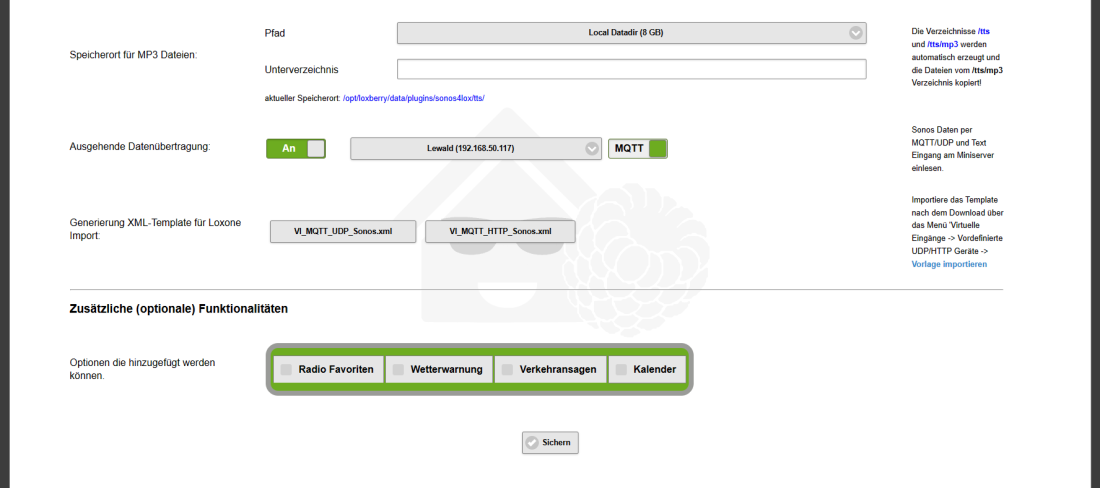 Pfad
Local Datadir (8 GB)
Speicherort für MP3 Dateien:
Unterverzeichnis
aktueller Speicherort: /opt/loxberry/data/plugins/sonos4lox/tts/
Die Verzeichnisse /tts
und /tts/mp3 werden
automatisch erzeugt und
die Dateien vom /tts/mp3
Verzeichnis kopiert!
Ausgehende Datenübertragung:
An
Lewald (192.168.50.117)
MQTT
Sonos Daten per
MQTT/UDP und Text
Eingang am Miniserver
einlesen.
Generierung XML-Template für Loxone
Import:
VI_MQTT_UDP_Sonos.xml
VI_MQTT_HTTP_Sonos.xml
Importiere das Template
nach dem Download über
das Menü 'Virtuelle
Eingänge -> Vordefinierte
UDP/HTTP Geräte ->
Vorlage importieren
Zusätzliche (optionale) Funktionalitäten
Optionen die hinzugefügt werden
können.
Radio Favoriten
Wetterwarnung
Verkehransagen
Kalender
Sichern